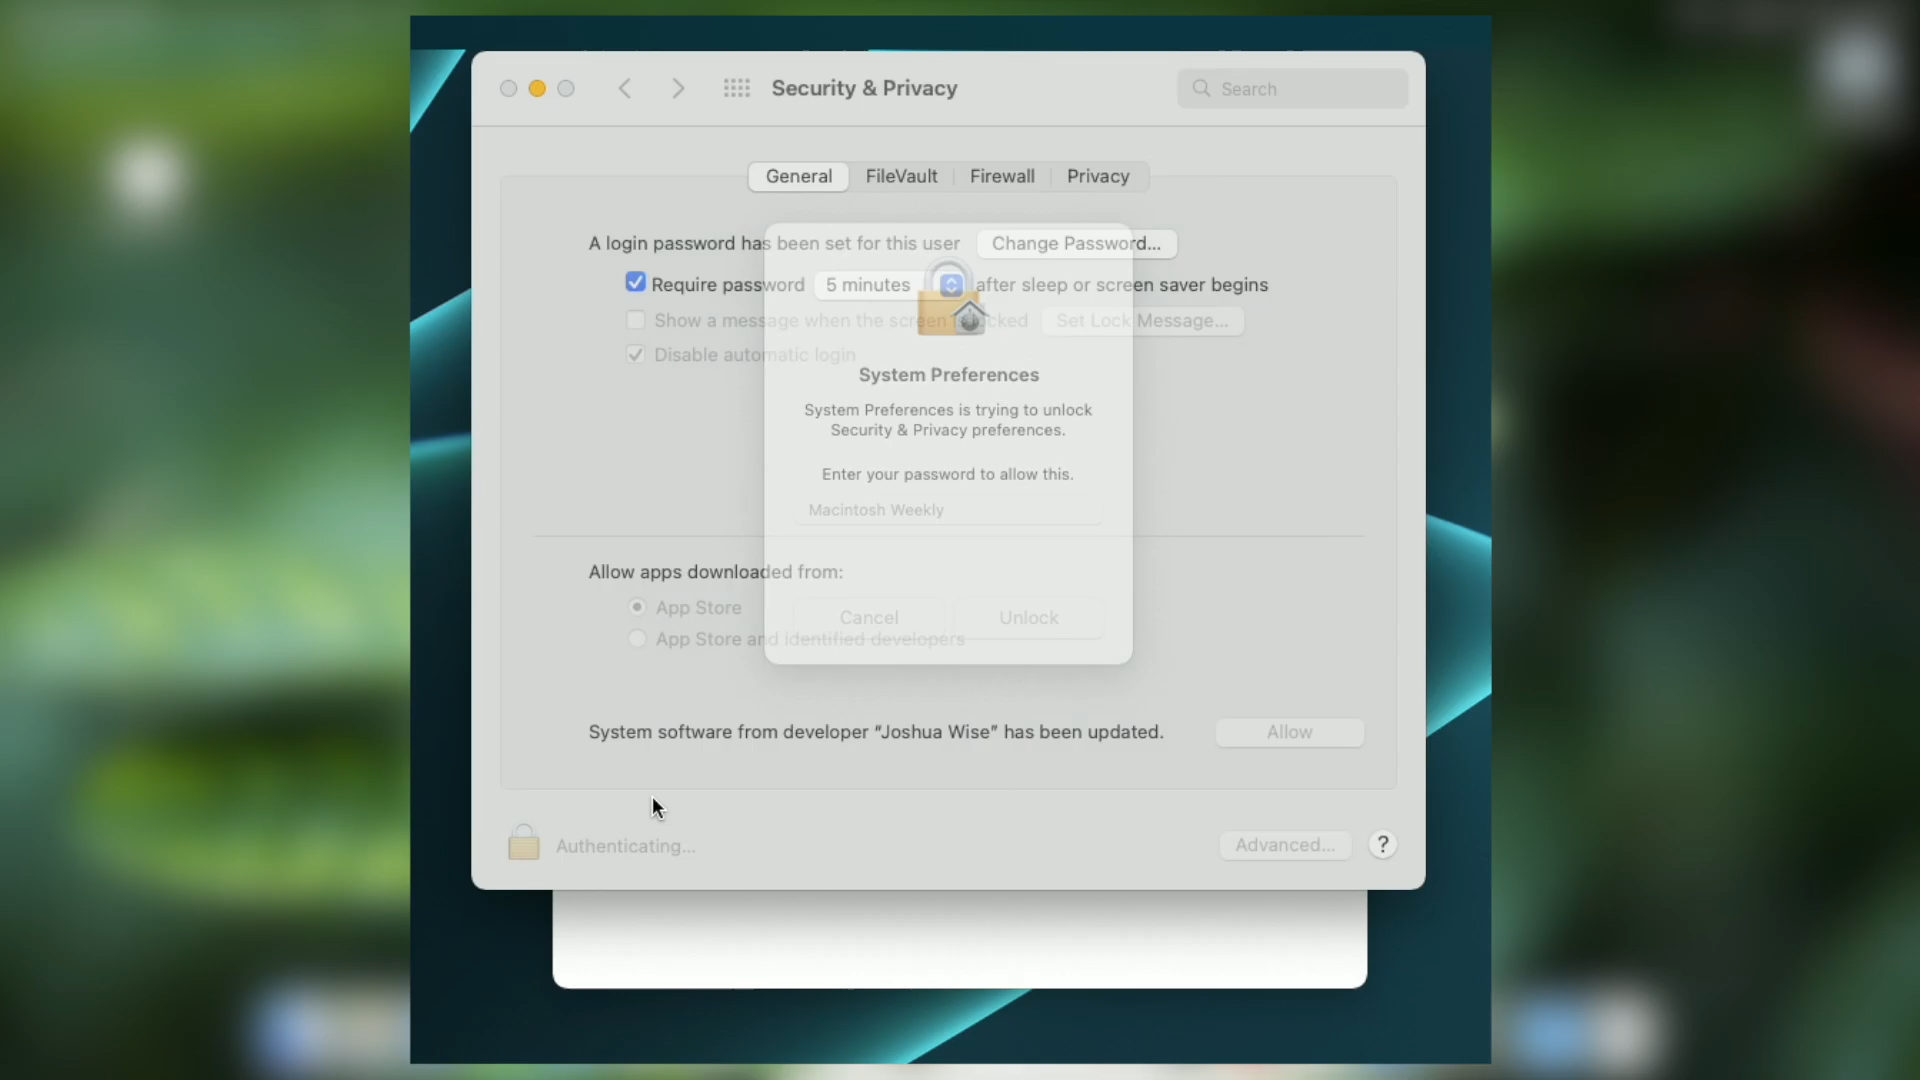 Security & Privacy
Search
General FileVault Firewall Privacy
A login password has been set for this user Change Password...
Require password 5 minutes after sleep or screen saver begins
Show a message when the screen is locked Set Lock Message...
Disable automatic login
System Preferences
System Preferences is trying to unlock
Security & Privacy preferences.
Enter your password to allow this.
Macintosh Weekly
Allow apps downloaded from:
App Store
Cancel Unlock
App Store and identified developers
System software from developer “Joshua Wise” has been updated. Allow
Authenticating... Advanced... ?